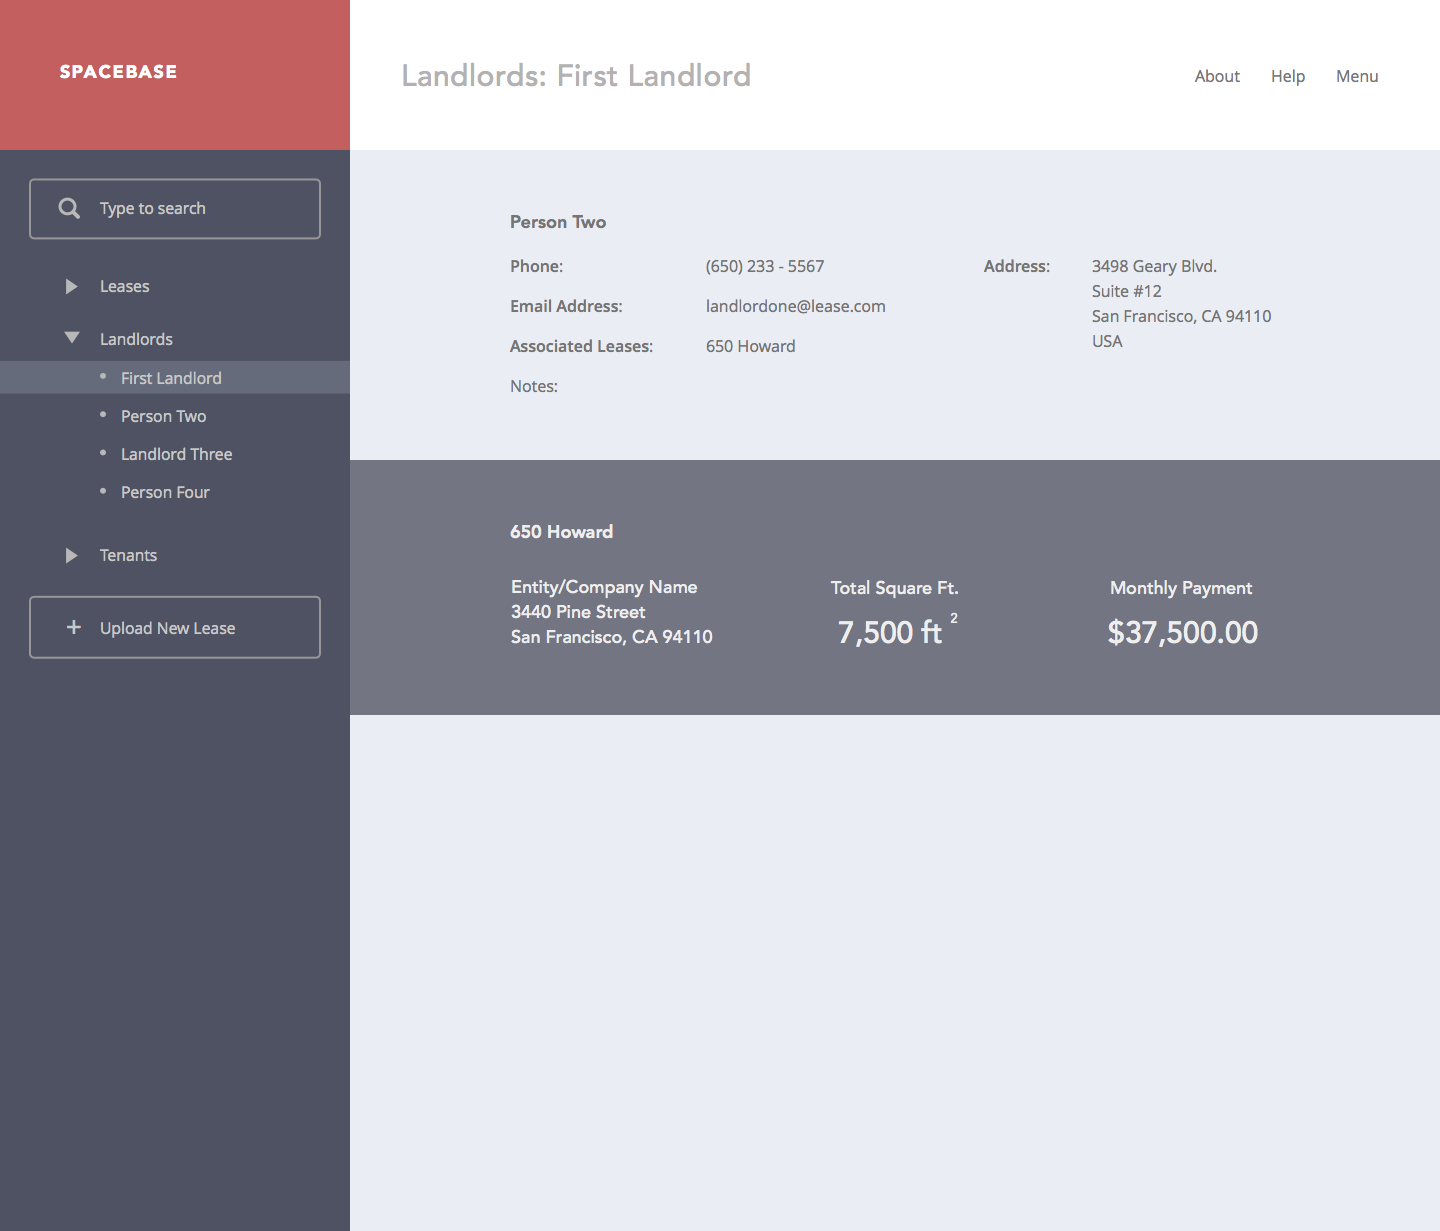 SPACEBASE
Landlords: First Landlord
About Help Menu
Type to search
Leases
Landlords
First Landlord
Person Two
Landlord Three
Person Four
Tenants
Upload New Lease
Person Two
Phone: (650) 233 - 5567
Email Address: landlordone@lease.com
Associated Leases: 650 Howard
Notes:
Address: 3498 Geary Blvd.
Suite #12
San Francisco, CA 94110
USA
650 Howard
Entity/Company Name
3440 Pine Street
San Francisco, CA 94110
Total Square Ft.
7,500 ft 2
Monthly Payment
$37,500.00